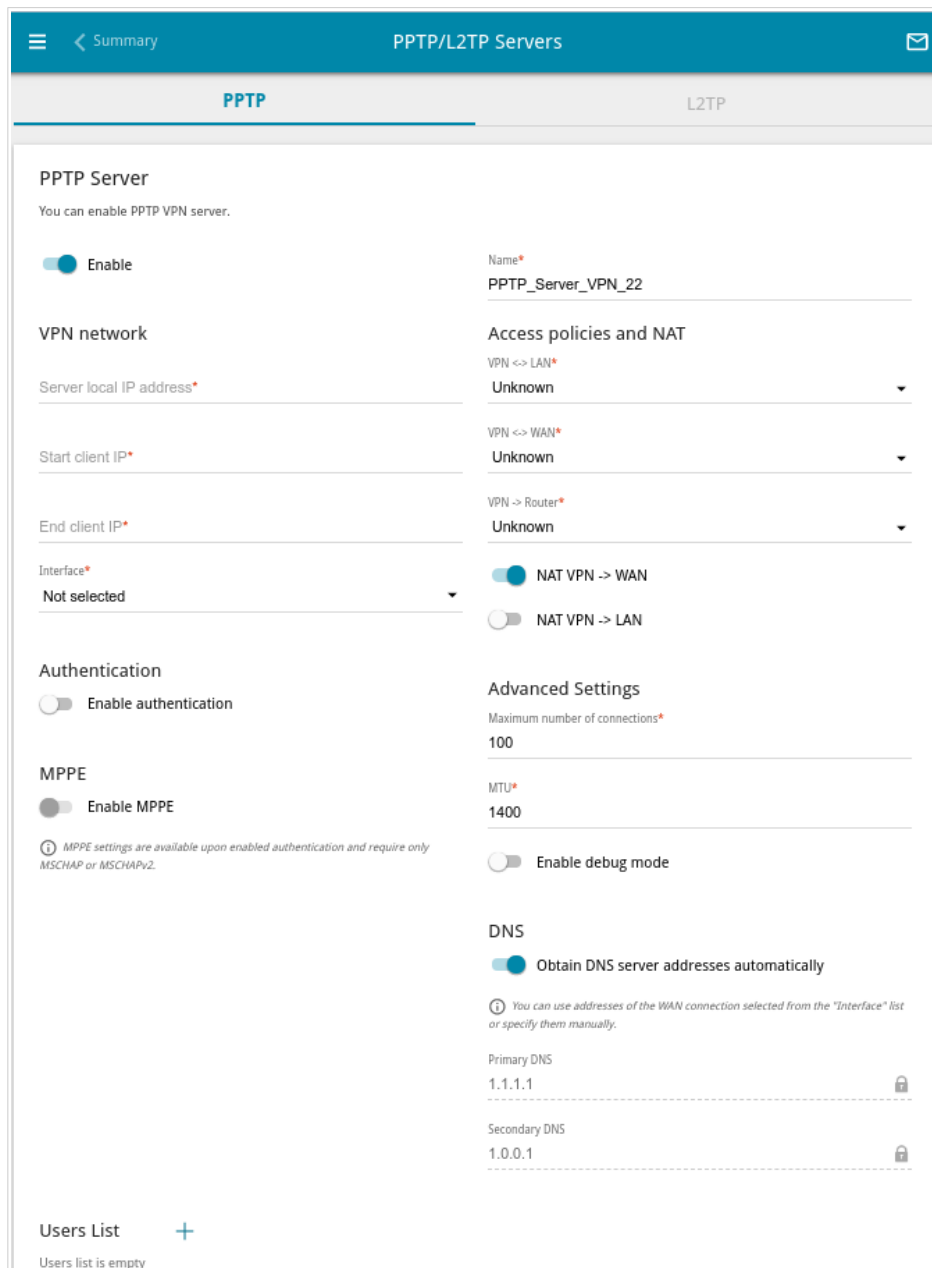 Summary
PPTP/L2TP Servers
PPTP
L2TP
PPTP Server
You can enable PPTP VPN server.
Enable
Name*
PPTP_Server_VPN_22
VPN network
Server local IP address*
Start client IP*
End client IP*
Interface*
Not selected
Access policies and NAT
VPN <-> LAN*
Unknown
VPN <-> WAN*
Unknown
VPN -> Router*
Unknown
NAT VPN -> WAN
NAT VPN -> LAN
Authentication
Enable authentication
MPPE
Enable MPPE
MPPE settings are available upon enabled authentication and require only
MSCHAP or MSCHAPv2.
Advanced Settings
Maximum number of connections*
100
MTU*
1400
Enable debug mode
DNS
Obtain DNS server addresses automatically
You can use addresses of the WAN connection selected from the "Interface" list
or specify them manually.
Primary DNS
1.1.1.1
Secondary DNS
1.0.0.1
Users List
Users list is empty